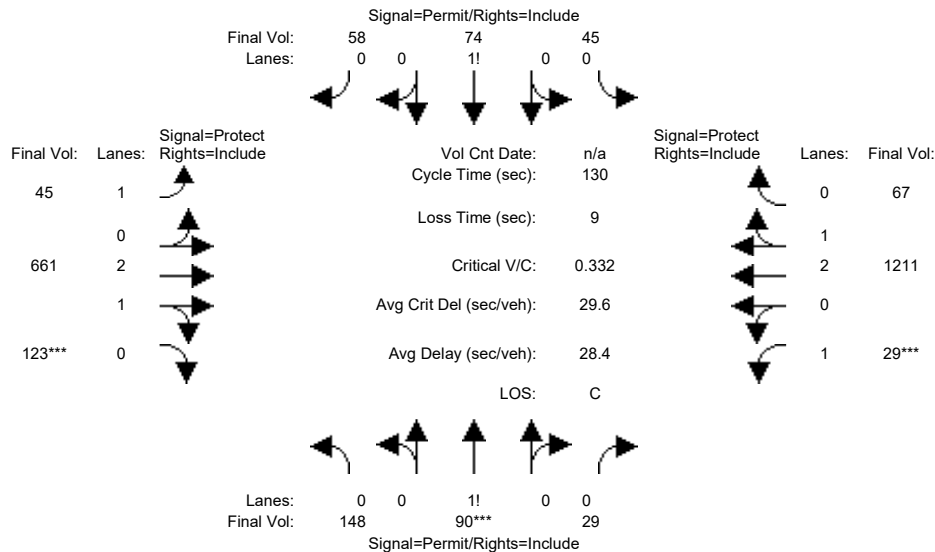 Signal=Permit/Rights=Include
Final Vol: 58 74 45
Lanes: 0 0 1! 0 0
Signal=Protect Signal=Protect
Final Vol: Lanes: Rights=Include Vol Cnt Date: n/a Rights=Include Lanes: Final Vol:
Cycle Time (sec): 130
45 1 0 67
Loss Time (sec): 9
0 1
661 2 Critical V/C: 0.332 2 1211
1 Avg Crit Del (sec/veh): 29.6 0
123*** 0 Avg Delay (sec/veh): 28.4 1 29***
LOS: C
Lanes: 0 0 1! 0 0
Final Vol: 148 90*** 29
Signal=Permit/Rights=Include